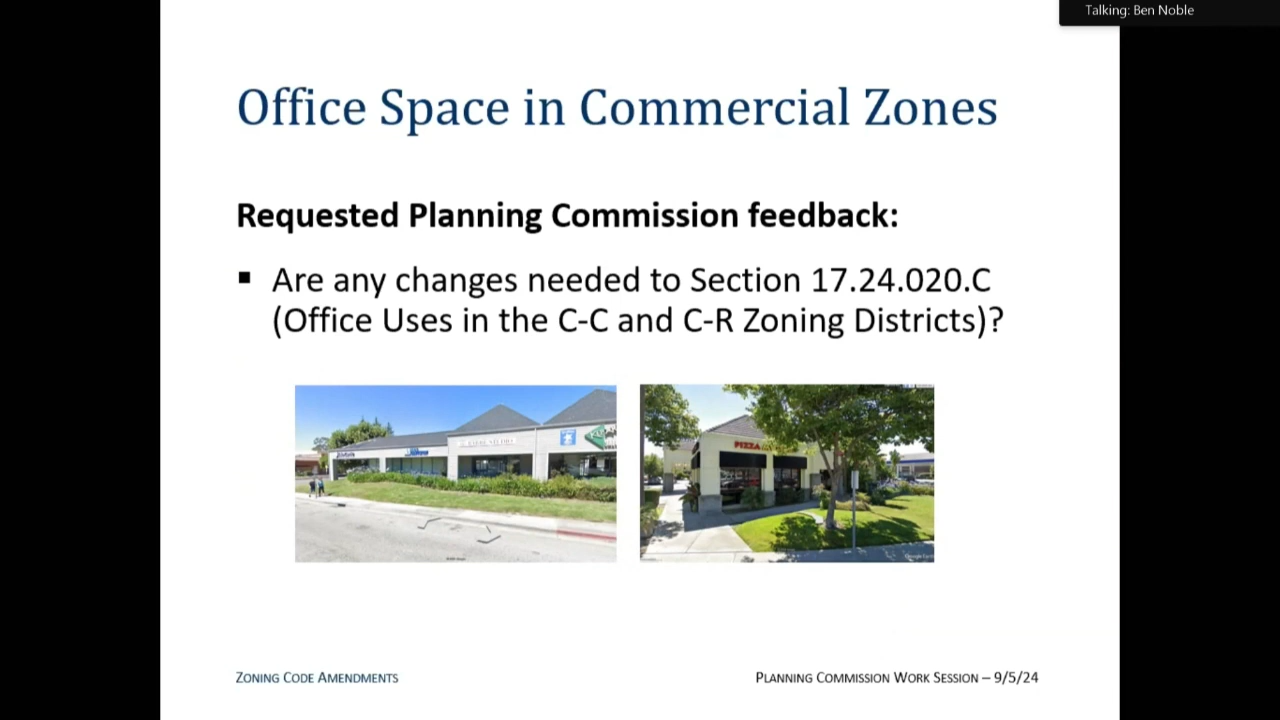 Talking: Ben Noble
Office Space in Commercial Zones
Requested Planning Commission feedback:
▪ Are any changes needed to Section 17.24.020.C
(Office Uses in the C-C and C-R Zoning Districts)?
PIZZA
ZONING CODE AMENDMENTS
PLANNING COMMISSION WORK SESSION – 9/5/24